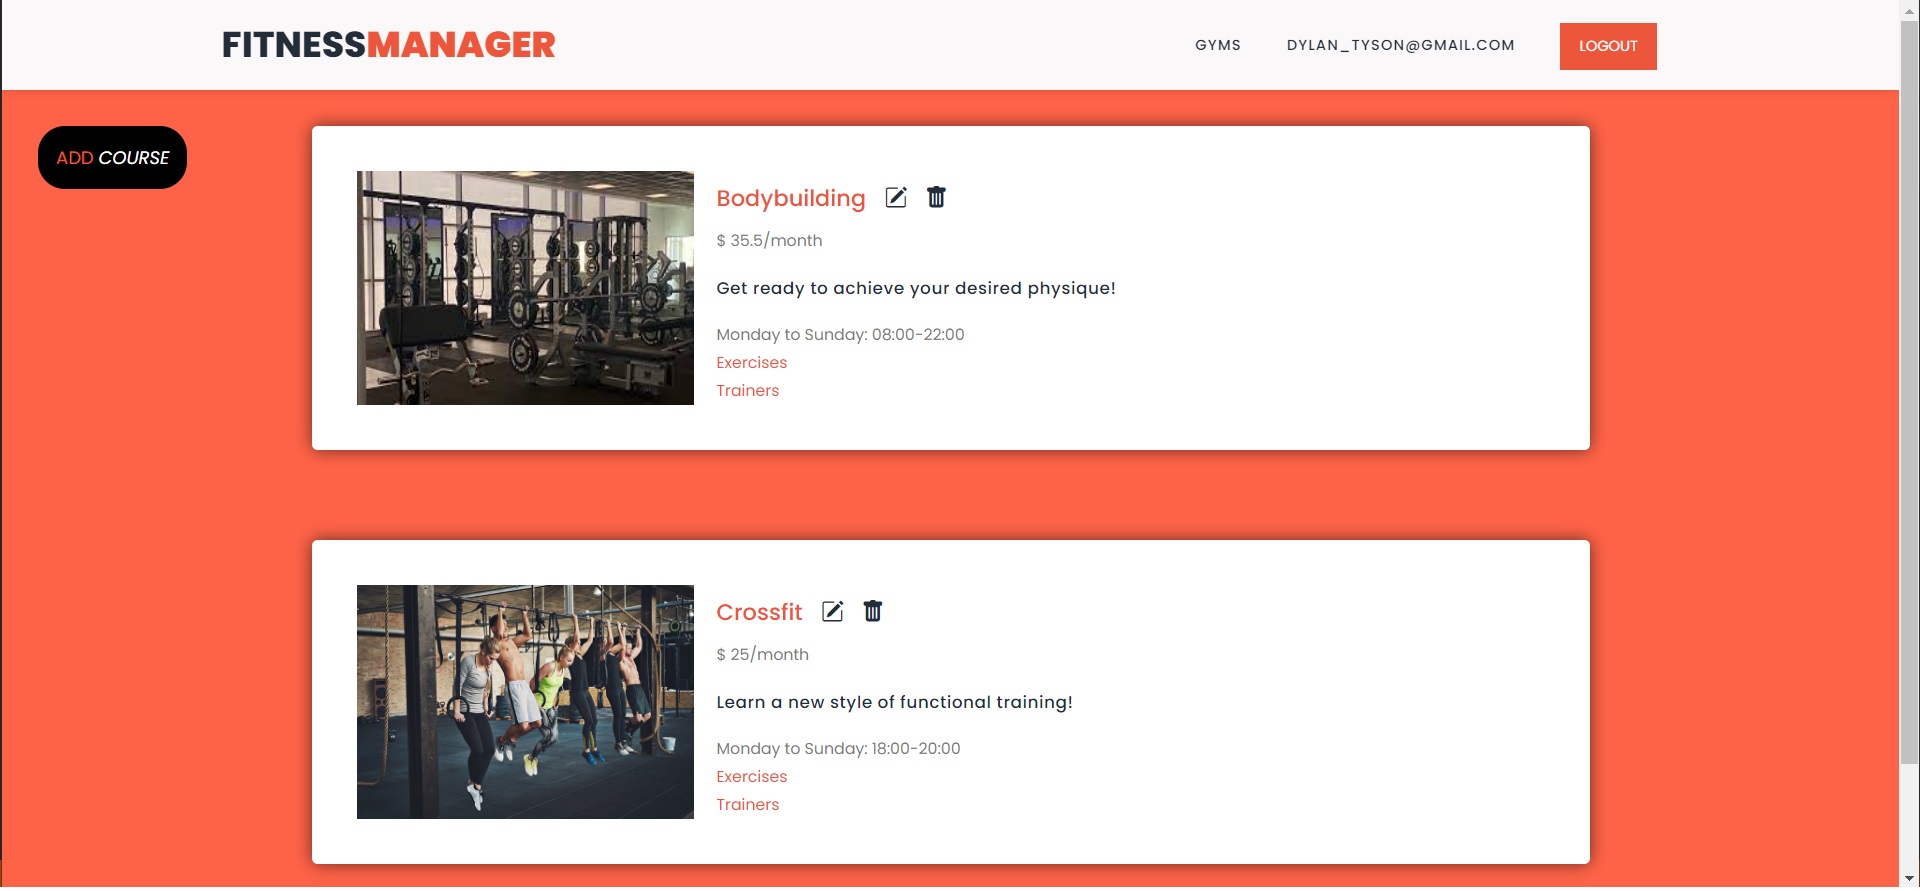 FITNESSMANAGER
GYMS
DYLAN_TYSON@GMAIL.COM
LOGOUT
ADD COURSE
Bodybuilding
$ 35.5/month
Get ready to achieve your desired physique!
Monday to Sunday: 08:00-22:00
Exercises
Trainers
Crossfit
$ 25/month
Learn a new style of functional training!
Monday to Sunday: 18:00-20:00
Exercises
Trainers